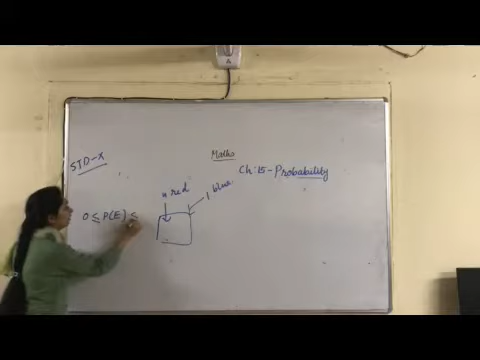 Maths
STD-X
Ch:15-Probability
4 red
1 blue
0 ≤ P(E) ≤